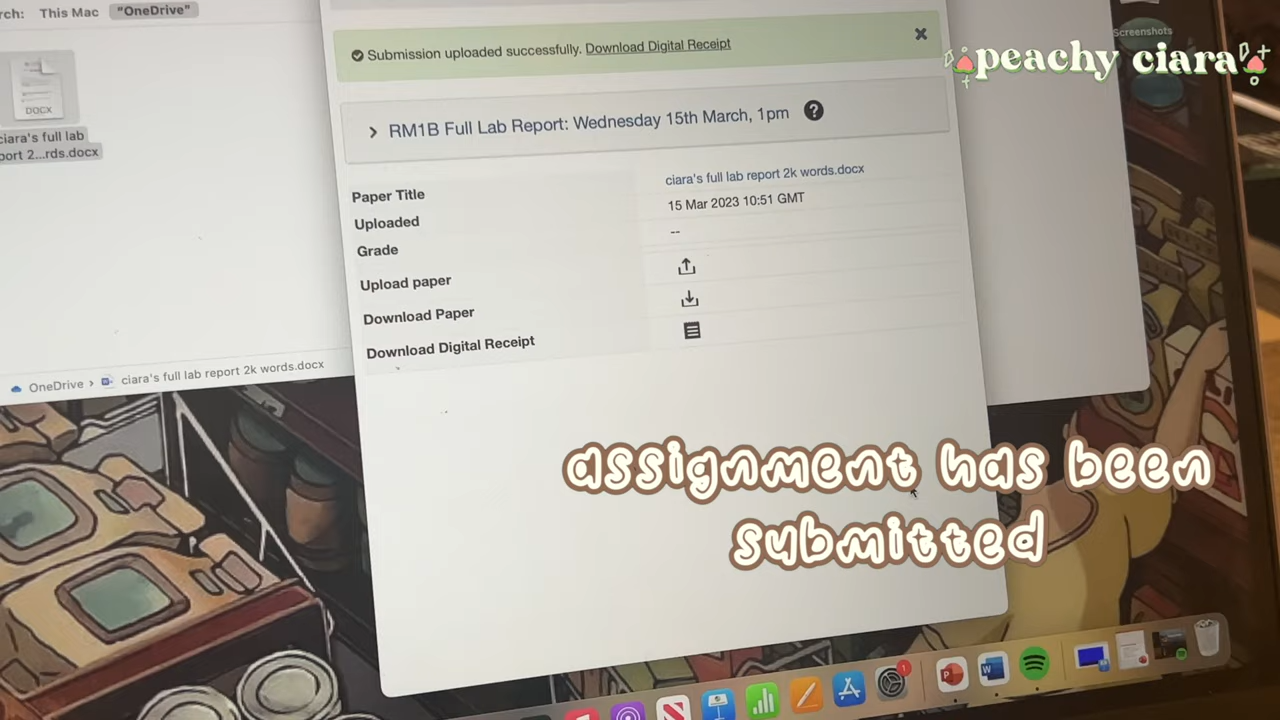 rch: This Mac "OneDrive"
Submission uploaded successfully. Download Digital Receipt
Screenshots
peachy ciara
DOCX
ciara's full lab
port 2...rds.docx
RM1B Full Lab Report: Wednesday 15th March, 1pm ?
Paper Title ciara's full lab report 2k words.docx
Uploaded 15 Mar 2023 10:51 GMT
Grade --
Upload paper
Download Paper
Download Digital Receipt
OneDrive › ciara's full lab report 2k words.docx
assignment has been
submitted
1